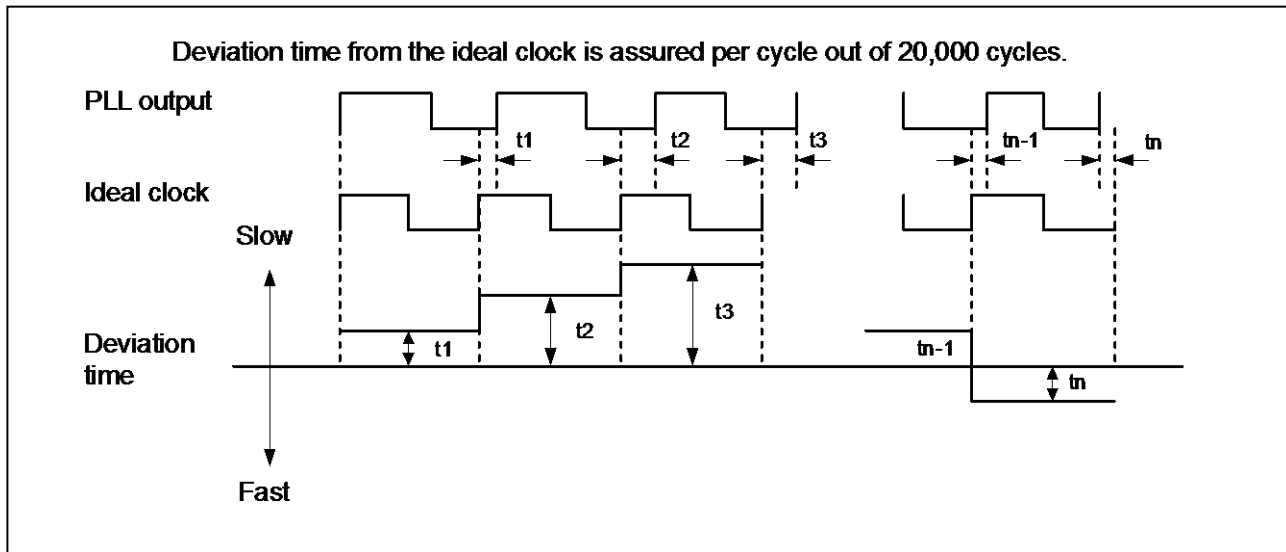 Deviation time from the ideal clock is assured per cycle out of 20,000 cycles.
PLL output
t1
t2
t3
tn-1
tn
Ideal clock
Slow
Deviation
time
t1
t2
t3
tn-1
tn
Fast